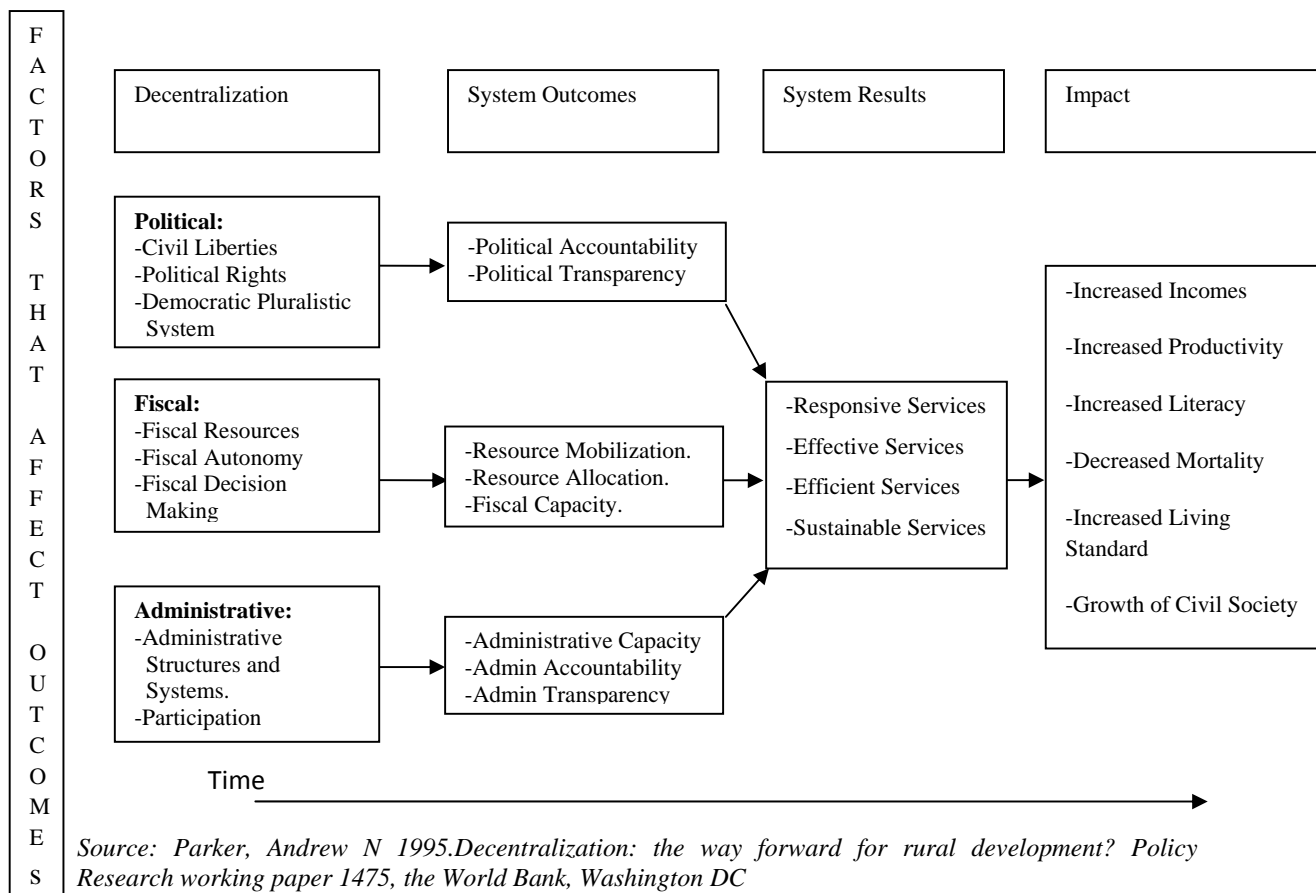 FACTORS THAT AFFECT OUTCOMEs
Decentralization
System Outcomes
System Results
Impact
Political:
-Civil Liberties
-Political Rights
-Democratic Pluralistic
System
-Political Accountability
-Political Transparency
Fiscal:
-Fiscal Resources
-Fiscal Autonomy
-Fiscal Decision
Making
-Resource Mobilization.
-Resource Allocation.
-Fiscal Capacity.
Administrative:
-Administrative
Structures and
Systems.
-Participation
-Administrative Capacity
-Admin Accountability
-Admin Transparency
-Responsive Services
-Effective Services
-Efficient Services
-Sustainable Services
-Increased Incomes
-Increased Productivity
-Increased Literacy
-Decreased Mortality
-Increased Living
Standard
-Growth of Civil Society
Time
Source: Parker, Andrew N 1995.Decentralization: the way forward for rural development? Policy
Research working paper 1475, the World Bank, Washington DC